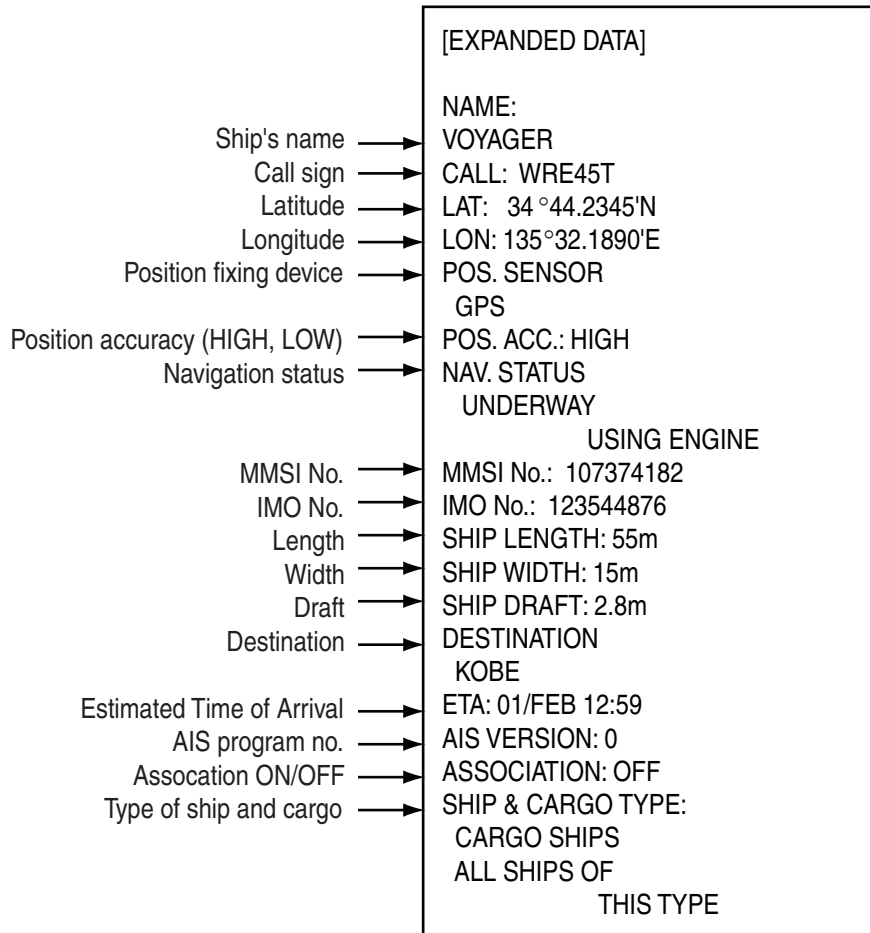 [EXPANDED DATA]
NAME:
Ship's name VOYAGER
Call sign CALL: WRE45T
Latitude LAT: 34°44.2345'N
Longitude LON: 135°32.1890'E
Position fixing device POS. SENSOR
GPS
Position accuracy (HIGH, LOW) POS. ACC.: HIGH
Navigation status NAV. STATUS
UNDERWAY
USING ENGINE
MMSI No. MMSI No.: 107374182
IMO No. IMO No.: 123544876
Length SHIP LENGTH: 55m
Width SHIP WIDTH: 15m
Draft SHIP DRAFT: 2.8m
Destination DESTINATION
KOBE
Estimated Time of Arrival ETA: 01/FEB 12:59
AIS program no. AIS VERSION: 0
Assocation ON/OFF ASSOCIATION: OFF
Type of ship and cargo SHIP & CARGO TYPE:
CARGO SHIPS
ALL SHIPS OF
THIS TYPE